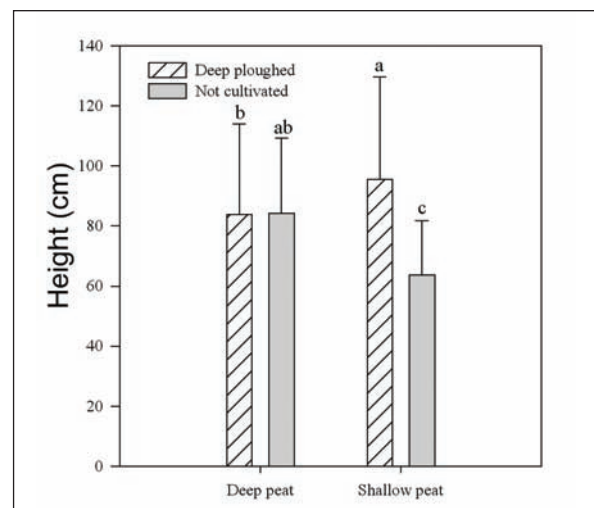 140
120
100
80
60
40
20
0
Height (cm)
Deep ploughed
Not cultivated
b
ab
a
c
Deep peat
Shallow peat